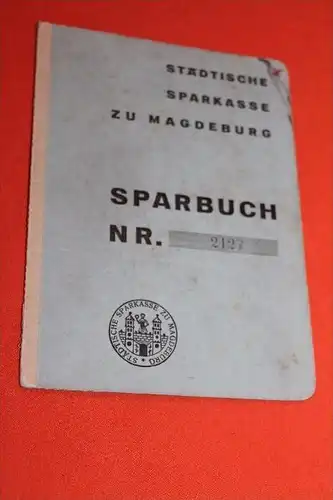 STÄDTISCHE
SPARKASSE
ZU MAGDEBURG
SPARBUCH
NR. 2127
STÄDTISCHE SPARKASSE ZU MAGDEBURG